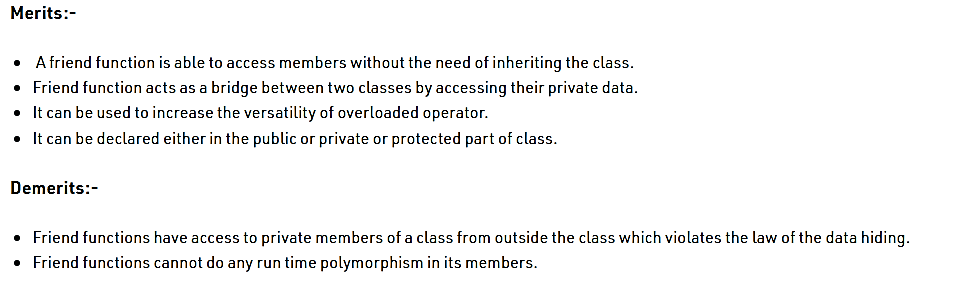 Merits:-
• A friend function is able to access members without the need of inheriting the class.
• Friend function acts as a bridge between two classes by accessing their private data.
• It can be used to increase the versatility of overloaded operator.
• It can be declared either in the public or private or protected part of class.
Demerits:-
• Friend functions have access to private members of a class from outside the class which violates the law of the data hiding.
• Friend functions cannot do any run time polymorphism in its members.